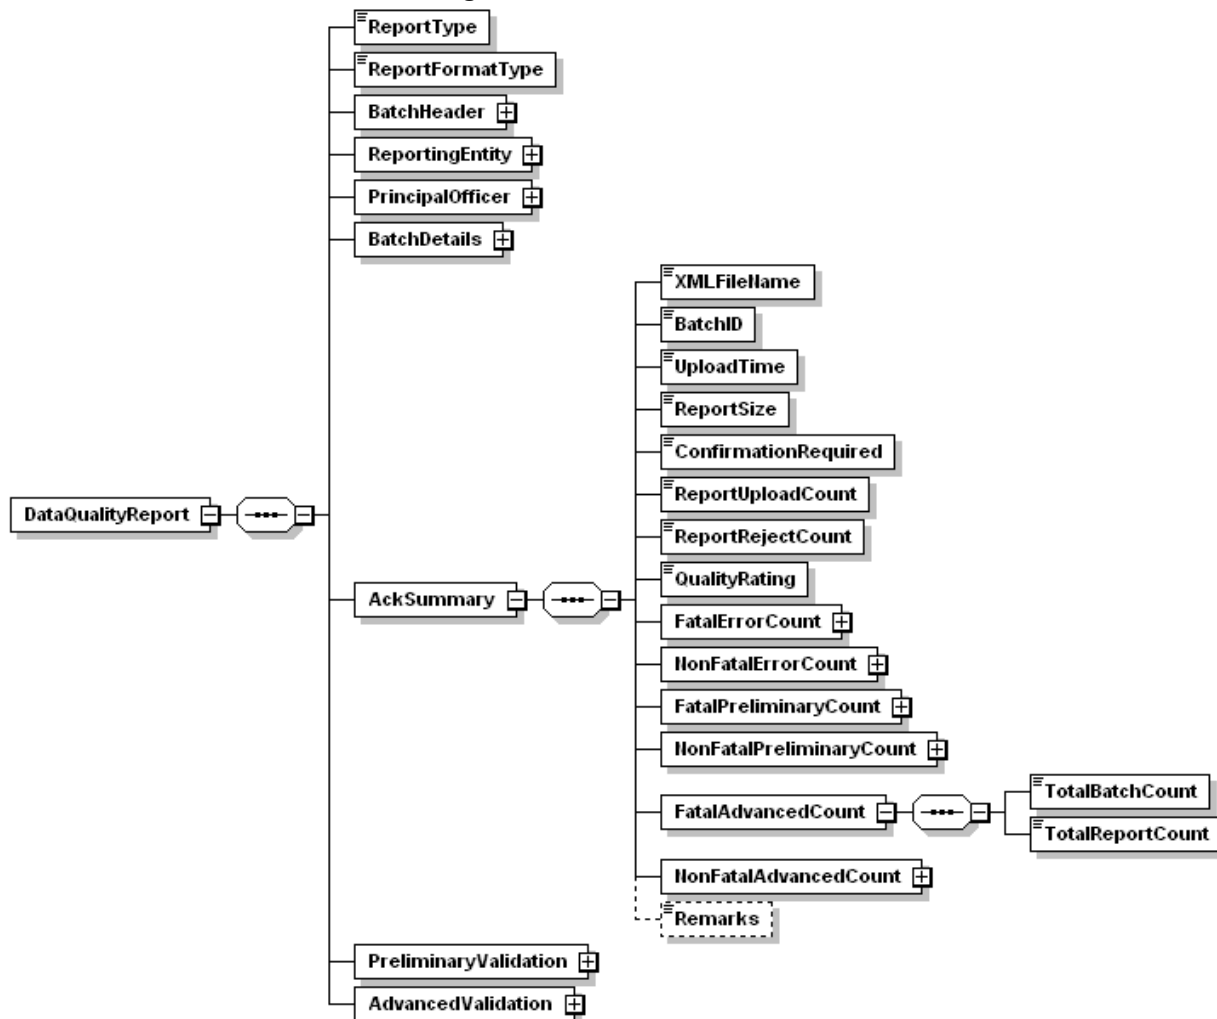 ReportType
ReportFormatType
BatchHeader
ReportingEntity
PrincipalOfficer
BatchDetails
XMLFileName
BatchID
UploadTime
ReportSize
ConfirmationRequired
ReportUploadCount
DataQualityReport
ReportRejectCount
QualityRating
AckSummary
FatalErrorCount
NonFatalErrorCount
FatalPreliminaryCount
NonFatalPreliminaryCount
TotalBatchCount
FatalAdvancedCount
TotalReportCount
NonFatalAdvancedCount
Remarks
PreliminaryValidation
AdvancedValidation